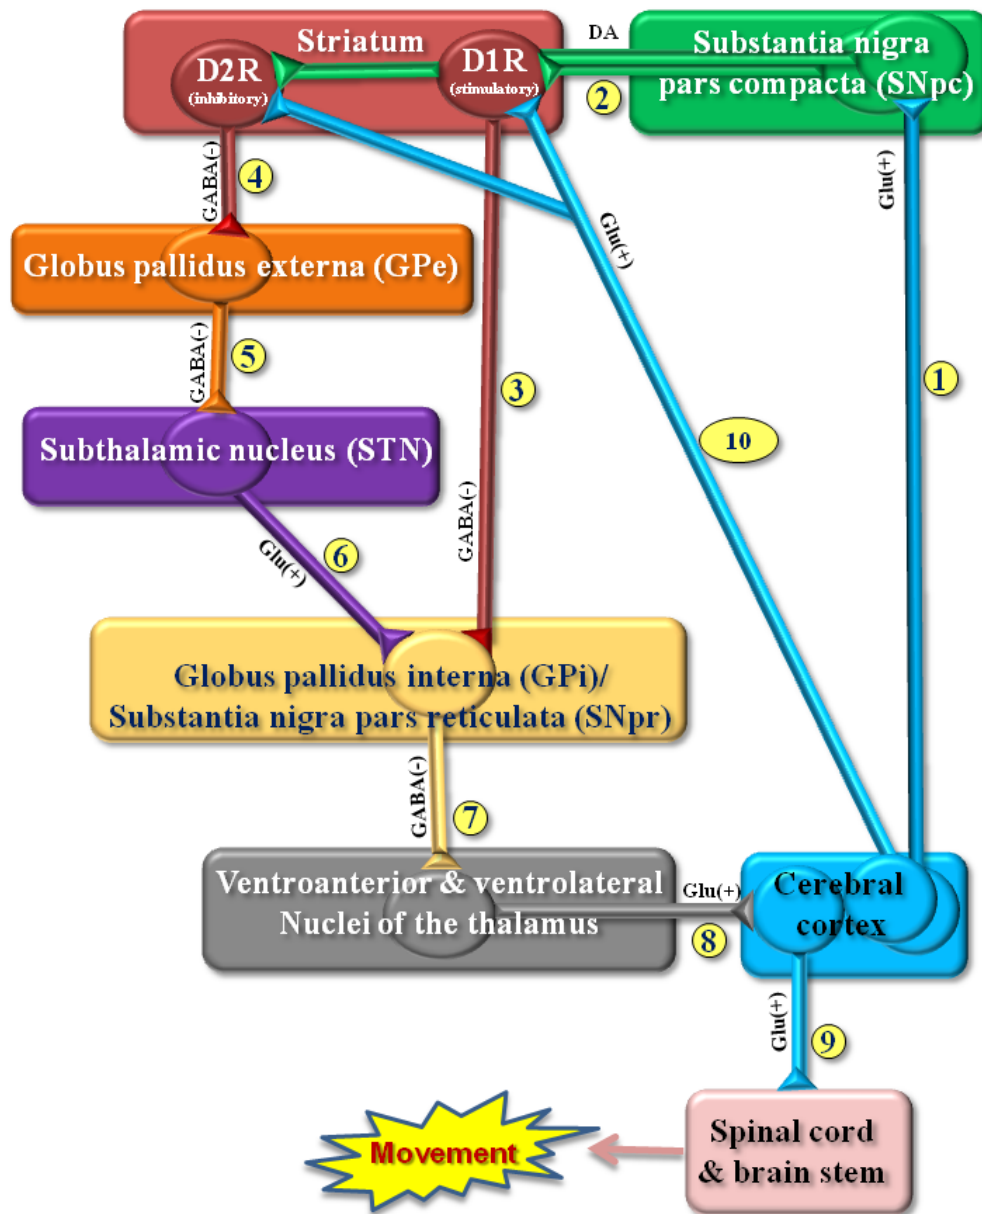 Striatum
D2R
(inhibitory)
D1R
(stimulatory)
DA
2
Substantia nigra
pars compacta (SNpc)
Glu(+)
GABA(-)
4
Globus pallidus externa (GPe)
Glu(+)
GABA(-)
5
3
1
Subthalamic nucleus (STN)
10
GABA(-)
Glu(+)
6
Globus pallidus interna (GPi)/
Substantia nigra pars reticulata (SNpr)
GABA(-)
7
Ventroanterior & ventrolateral
Nuclei of the thalamus
Glu(+)
8
Cerebral
cortex
Glu(+)
9
Movement
Spinal cord
& brain stem